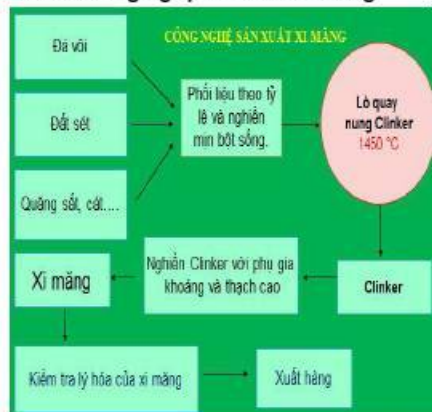 CÔNG NGHỆ SẢN XUẤT XI MĂNG
Đá vôi
Đất sét
Quặng sắt, cát....
Phối liệu theo tỷ
lệ và nghiền
mịn bột sống.
Lò quay
nung Clinker
1450 °C
Clinker
Nghiền Clinker với phụ gia
khoáng và thạch cao
Xi măng
Kiểm tra lý hóa của xi măng
Xuất hàng